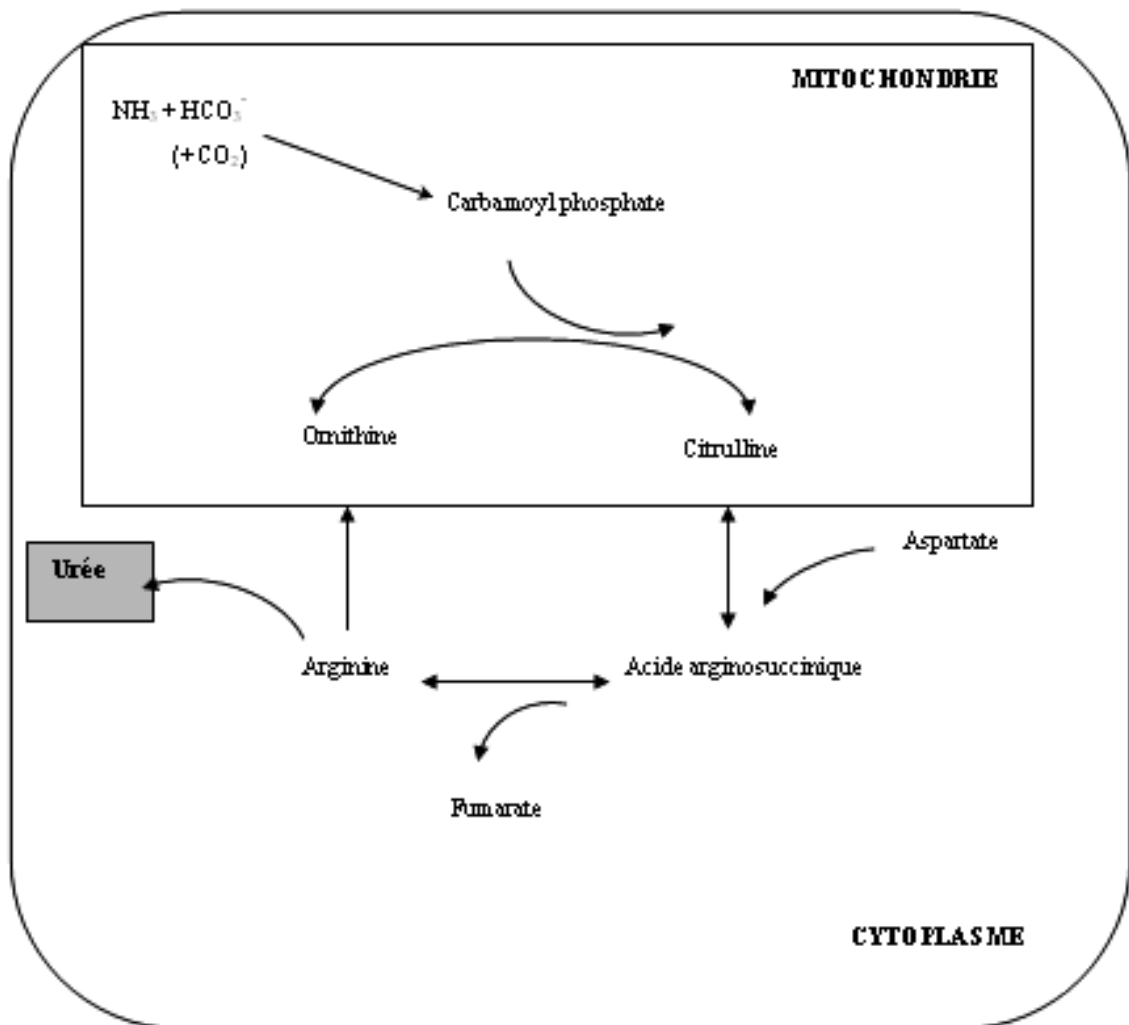 MITOCHONDRIE
NH₃ + HCO₃⁻
(+CO₂)
Carbamoyl phosphate
Ornithine
Citrulline
Aspartate
Urée
Arginine
Acide arginosuccinique
Fumarate
CYTOPLASME